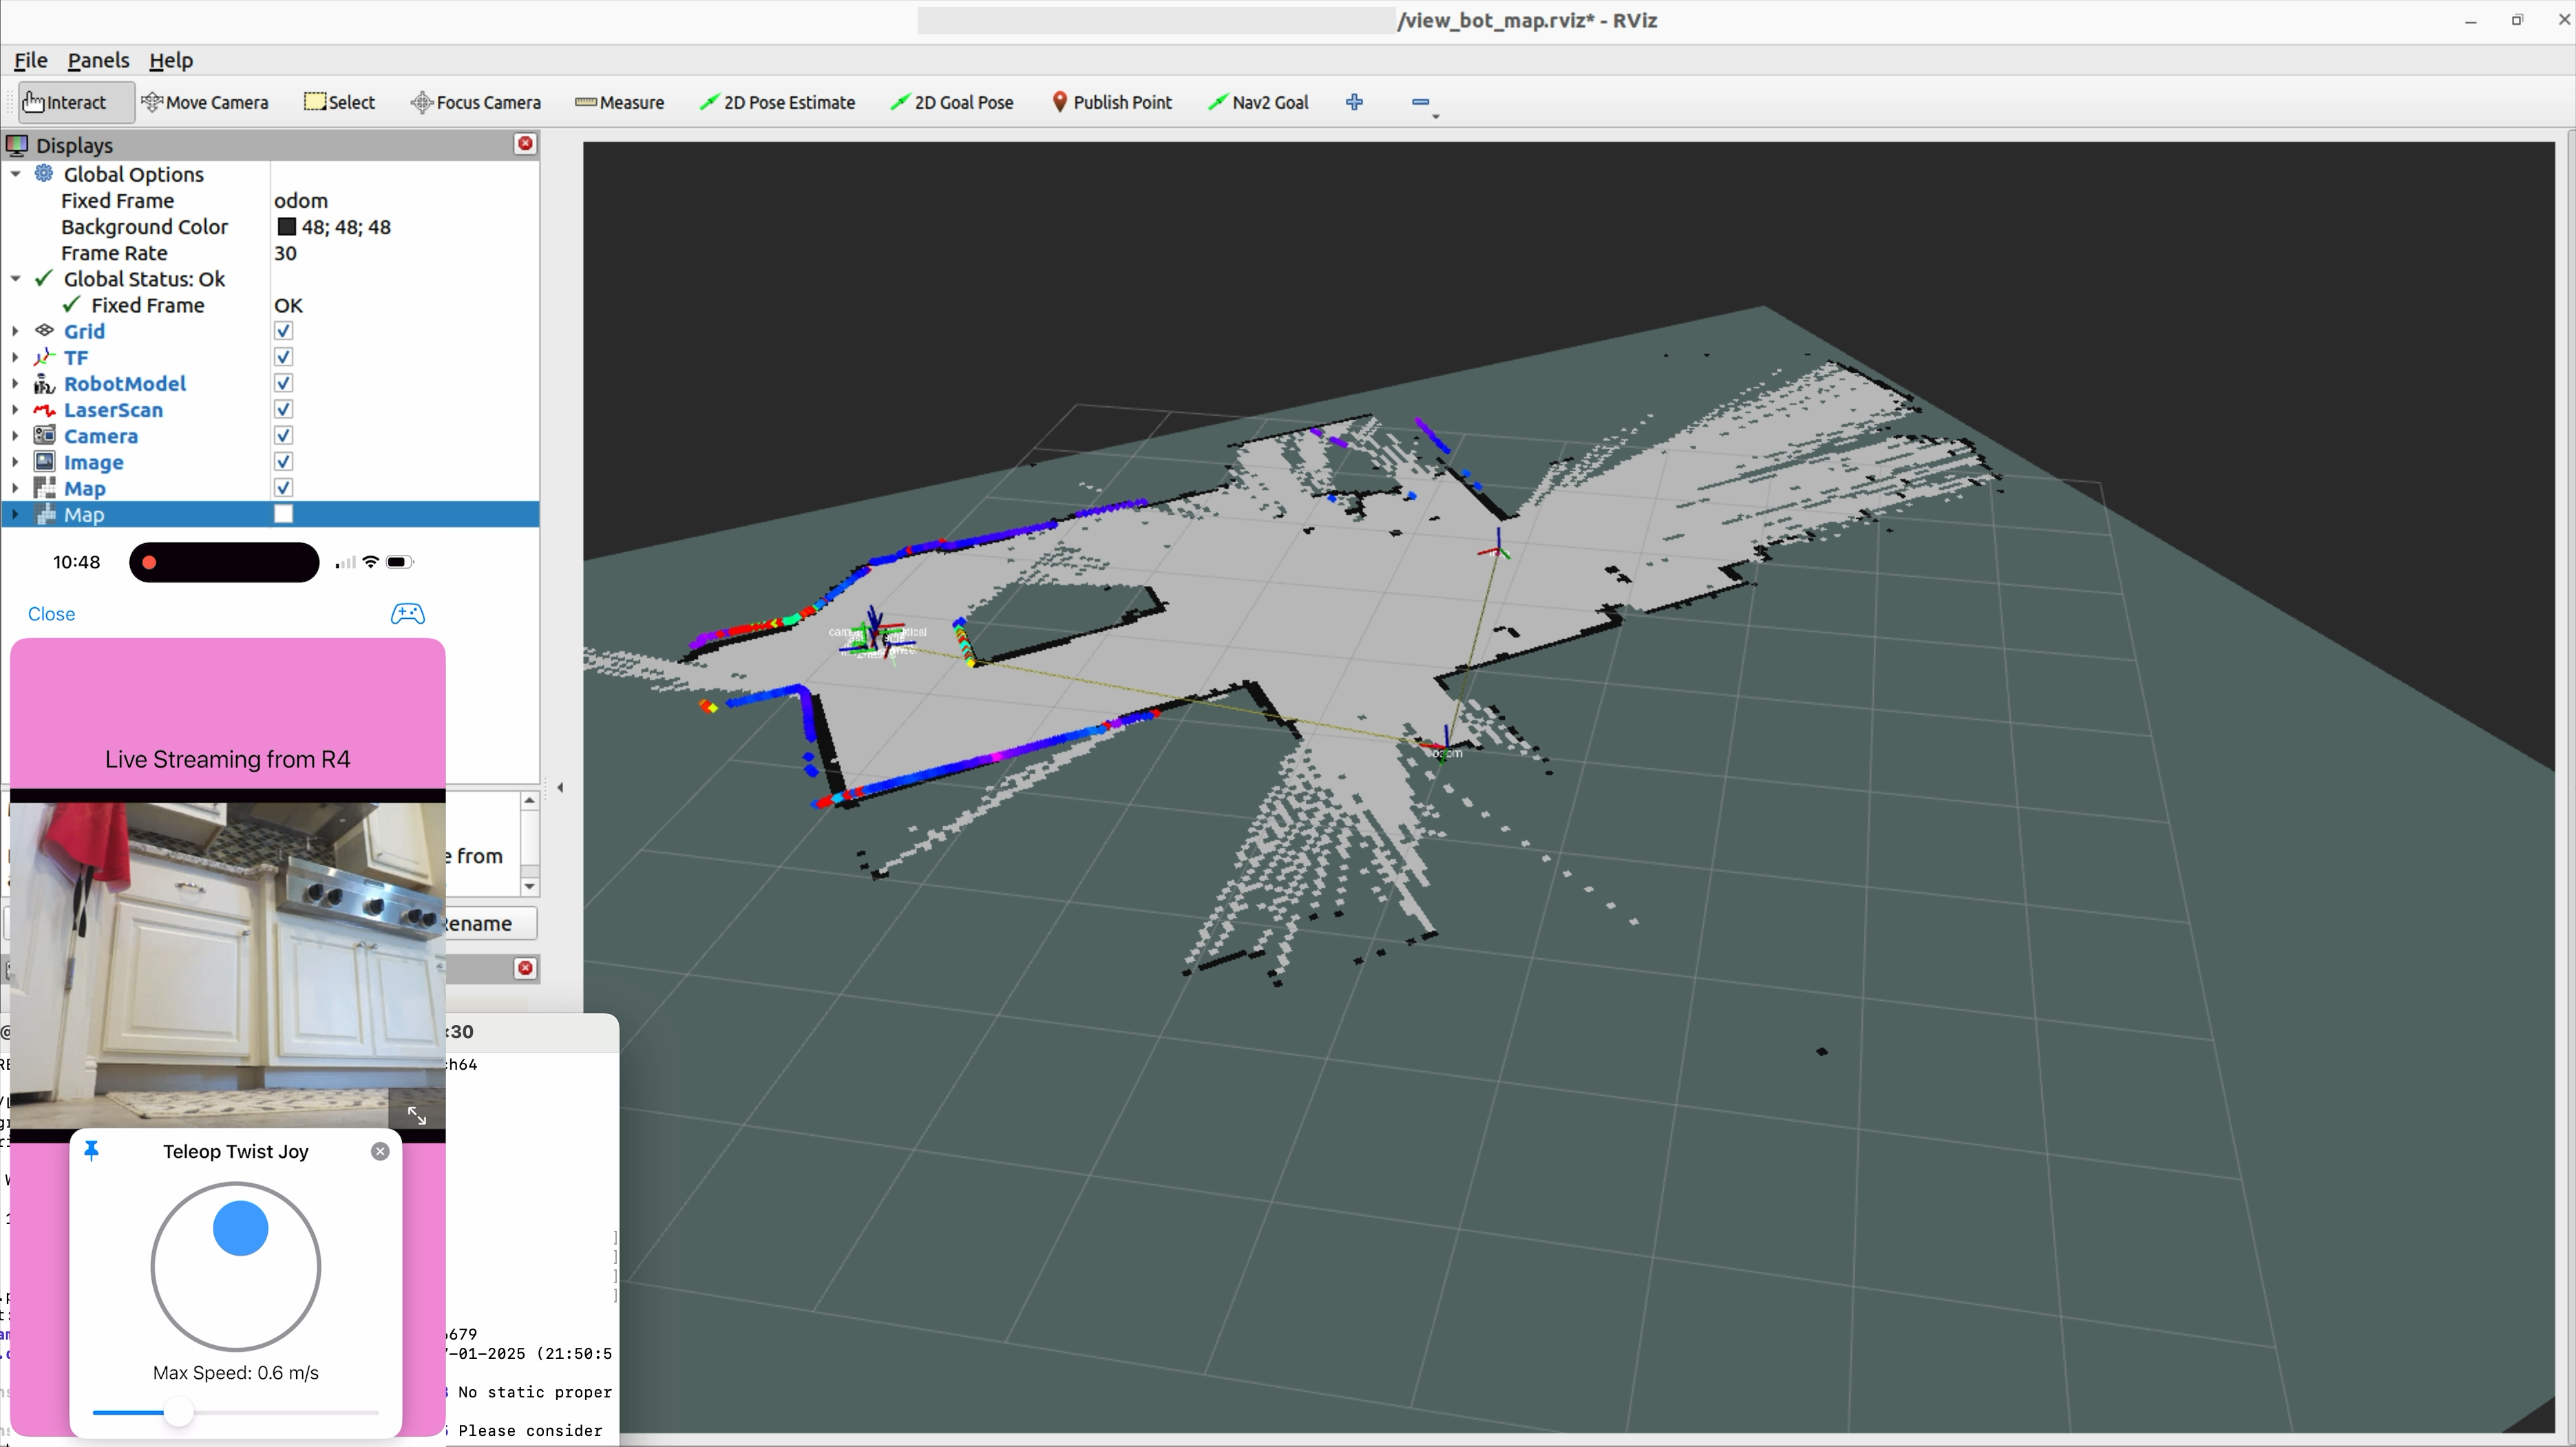 /view_bot_map.rviz* - RViz
File Panels Help
Interact Move Camera Select Focus Camera Measure 2D Pose Estimate 2D Goal Pose Publish Point Nav2 Goal
Displays
Global Options
Fixed Frame odom
Background Color 48; 48; 48
Frame Rate 30
Global Status: Ok
Fixed Frame OK
Grid
TF
RobotModel
LaserScan
Camera
Image
Map
Map
10:48
Close
Live Streaming from R4
e from
ename
:30
h64
Teleop Twist Joy
Max Speed: 0.6 m/s
]
]
]
]
679
-01-2025 (21:50:5
No static proper
Please consider
odom